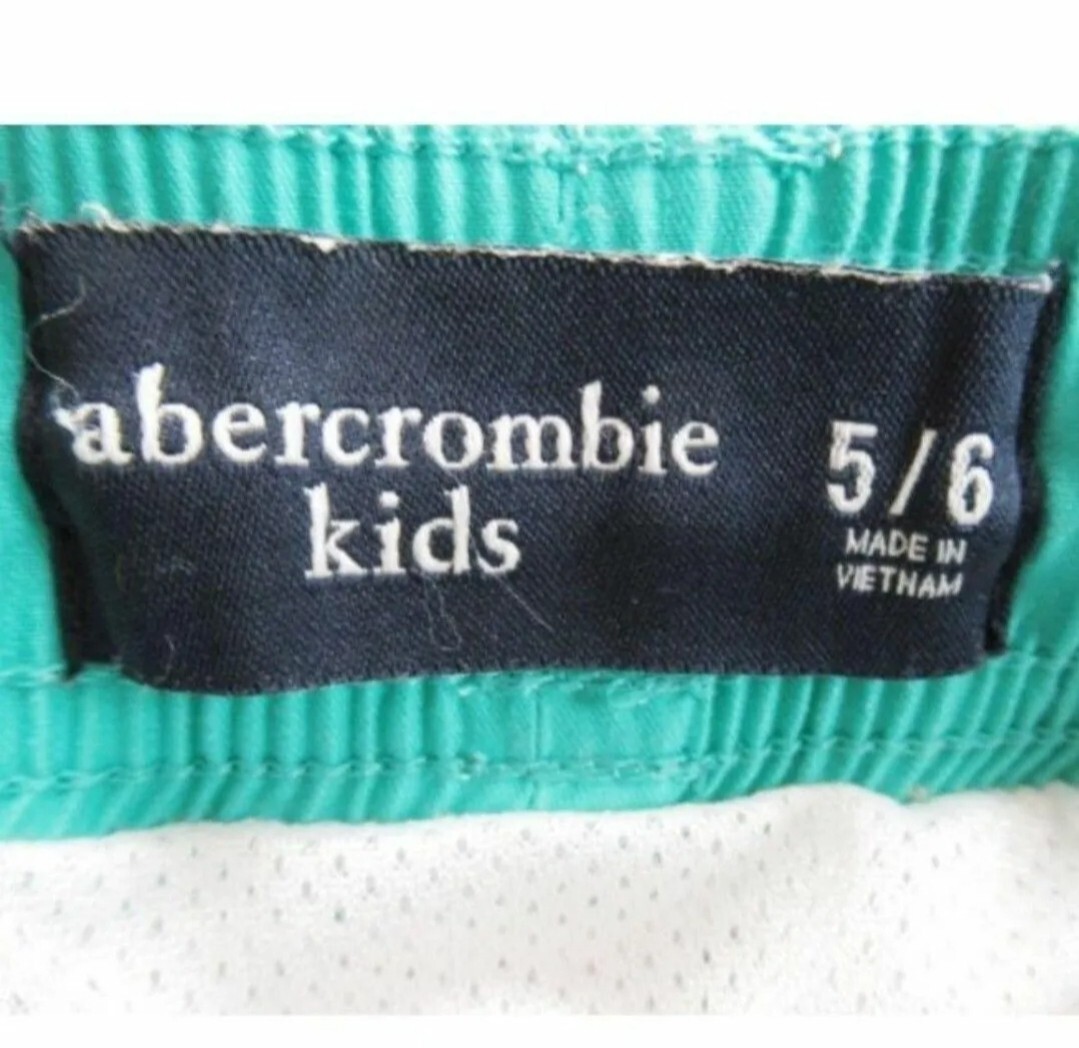 abercrombie
kids
5/6
MADE IN
VIETNAM